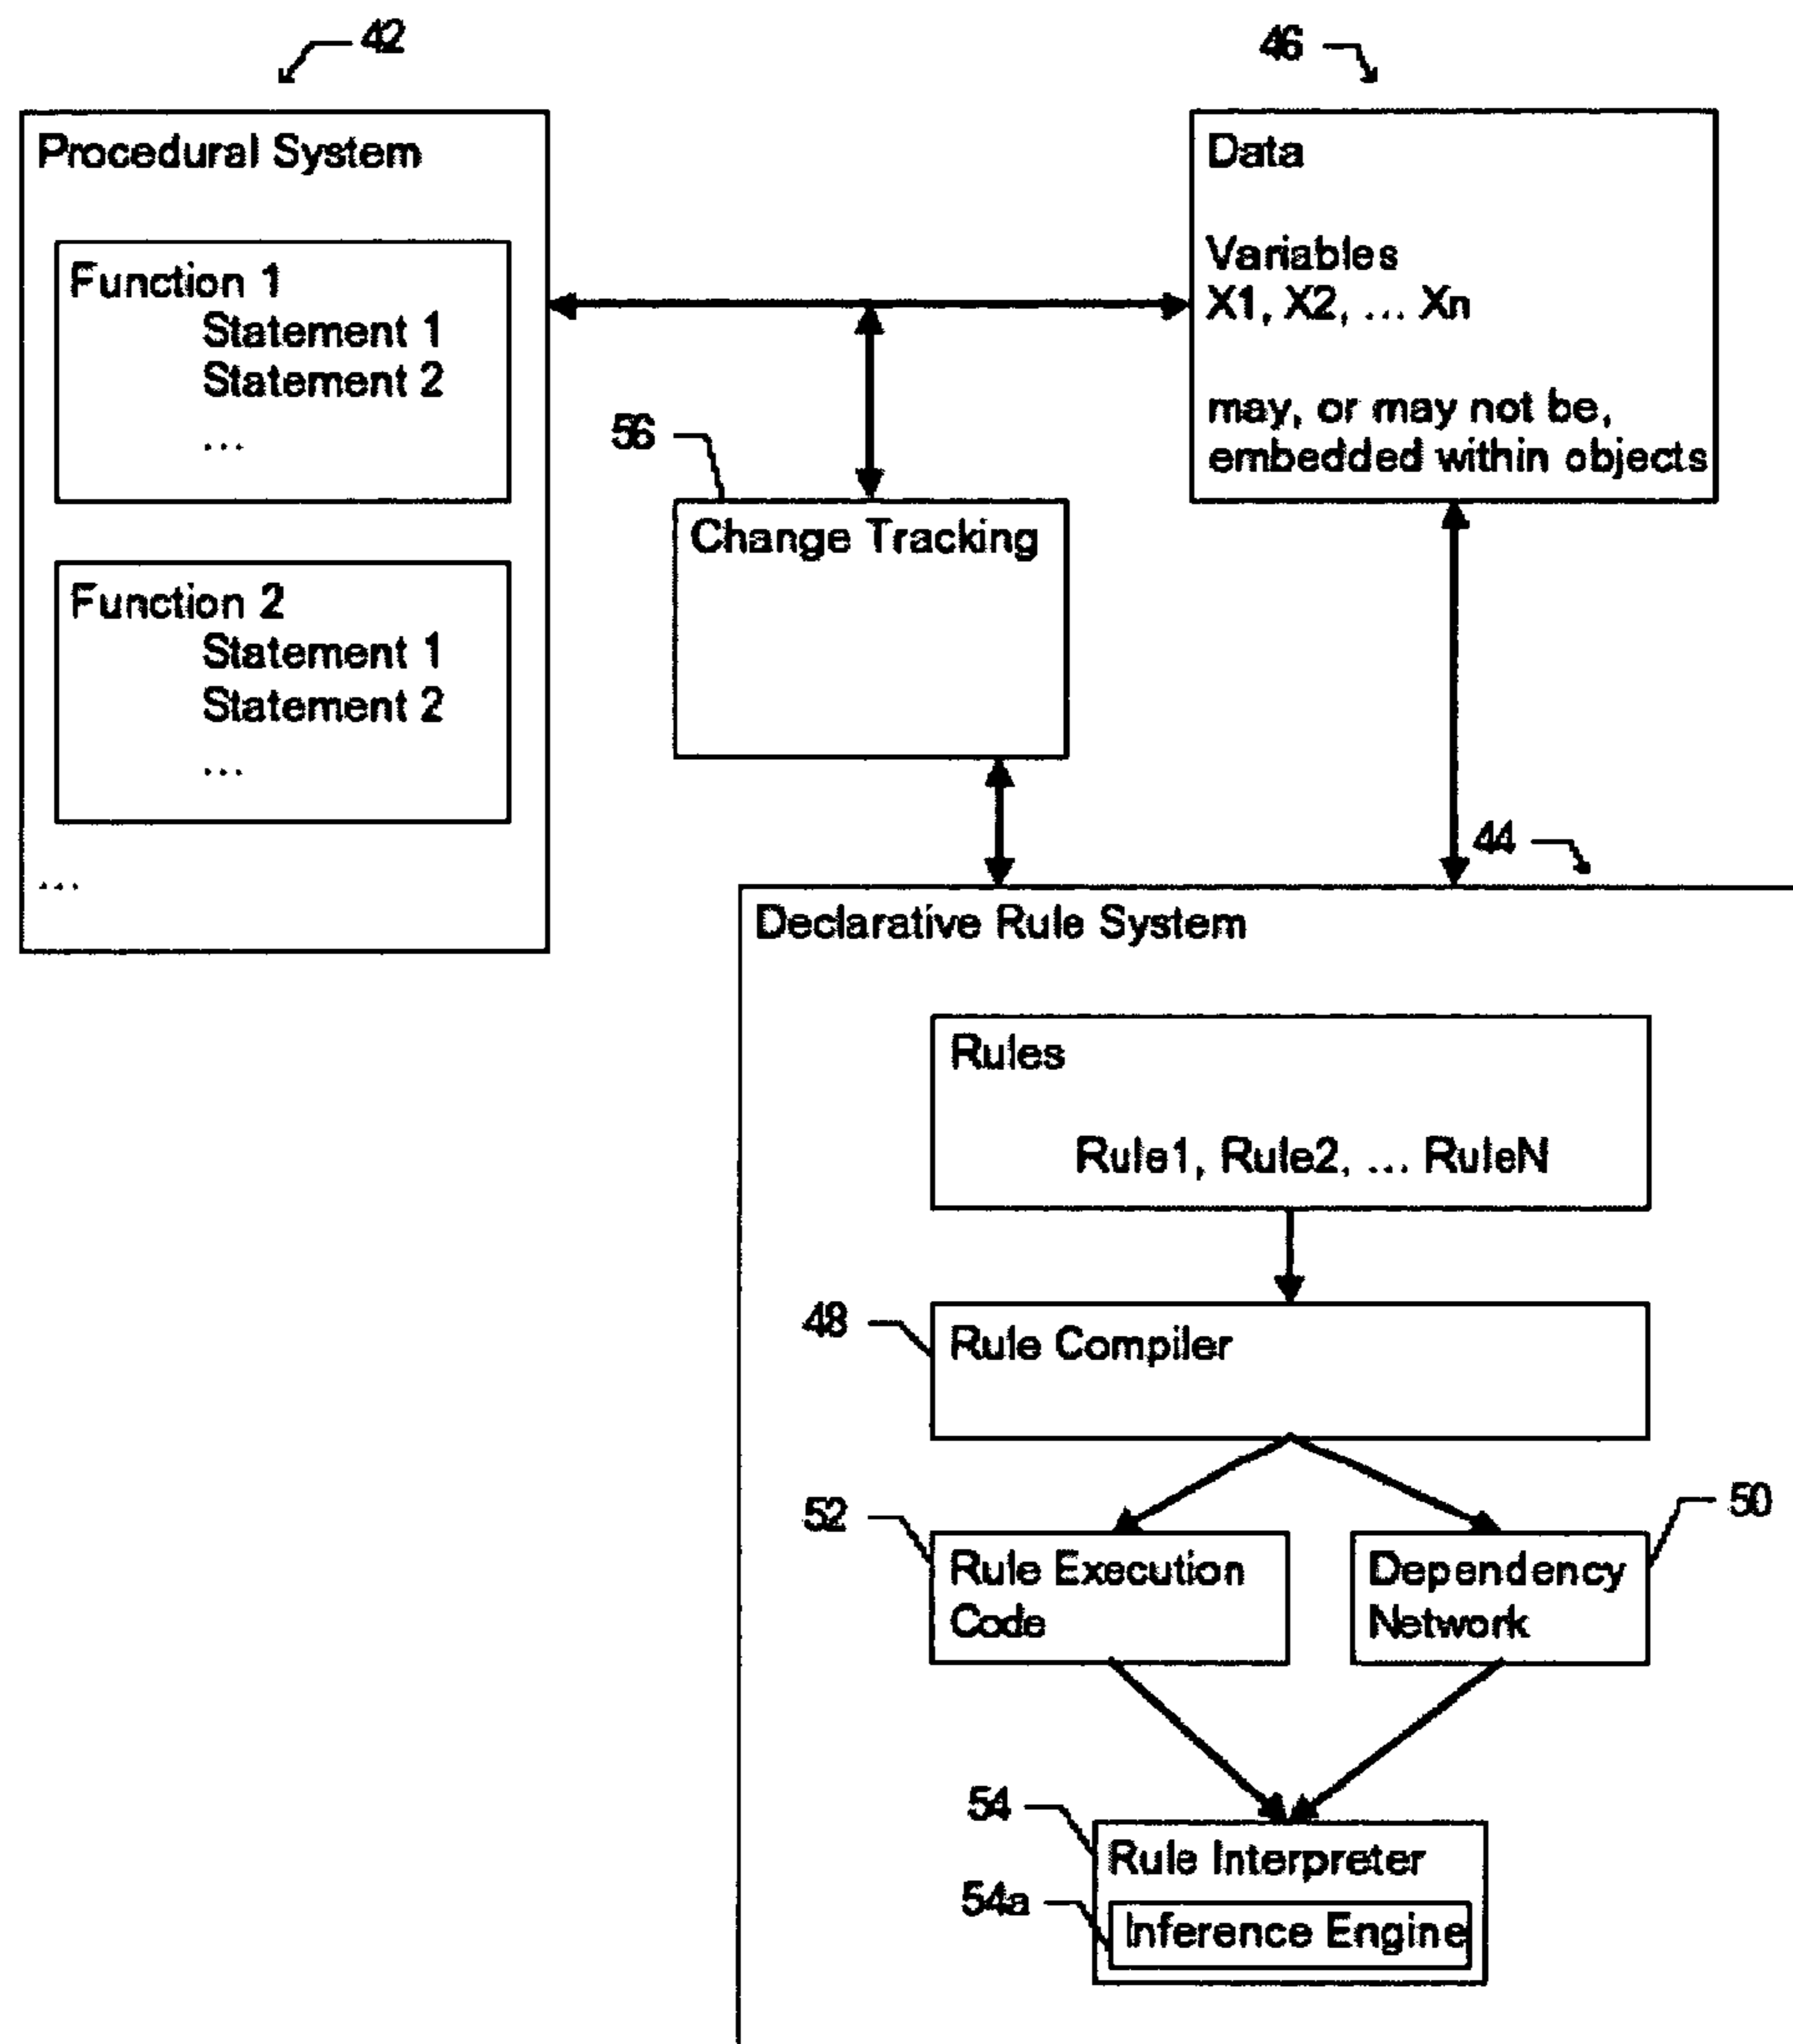 42
46
Procedural System
Function 1
Statement 1
Statement 2
...
Function 2
Statement 1
Statement 2
...
...
Data
Variables
X1, X2, ... Xn
may, or may not be,
embedded within objects
56
Change Tracking
44
Declarative Rule System
Rules
Rule1, Rule2, ... RuleN
48
Rule Compiler
52
Rule Execution
Code
50
Dependency
Network
54
Rule Interpreter
54a
Inference Engine